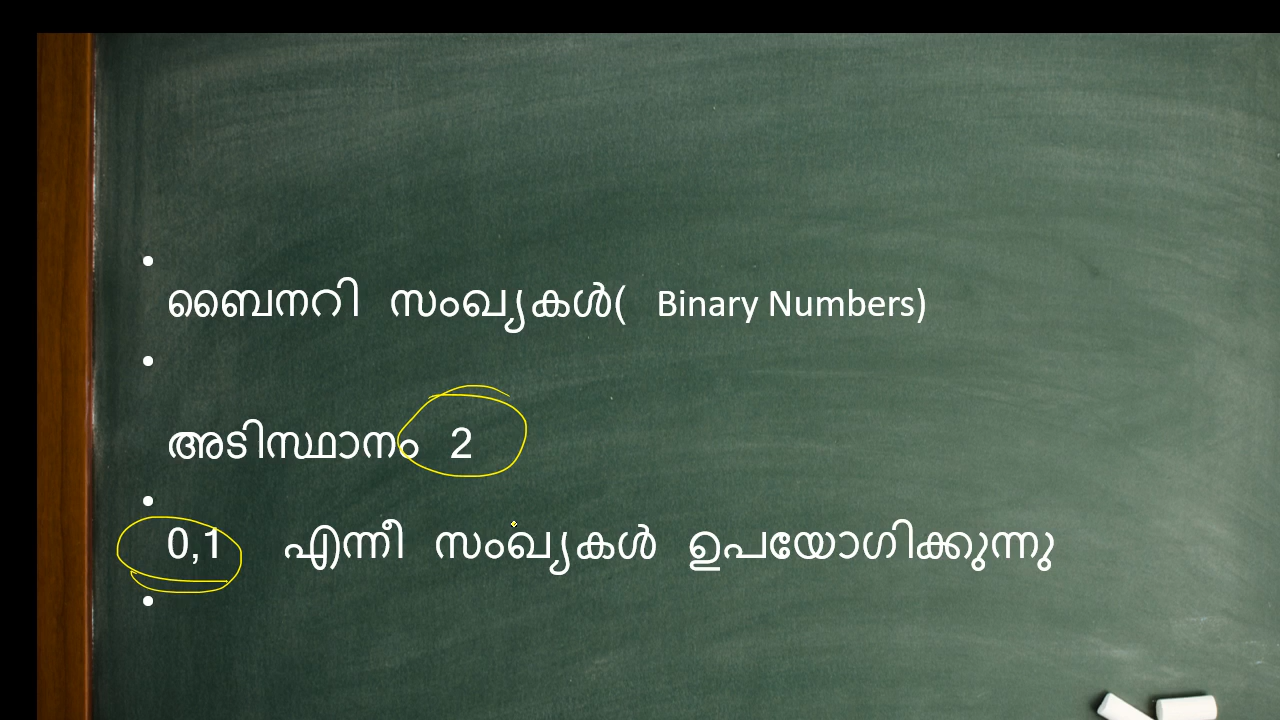 ബൈനറി സംഖ്യകൾ( Binary Numbers)
അടിസ്ഥാനം 2
0,1 എന്നീ സംഖ്യകൾ ഉപയോഗിക്കുന്നു